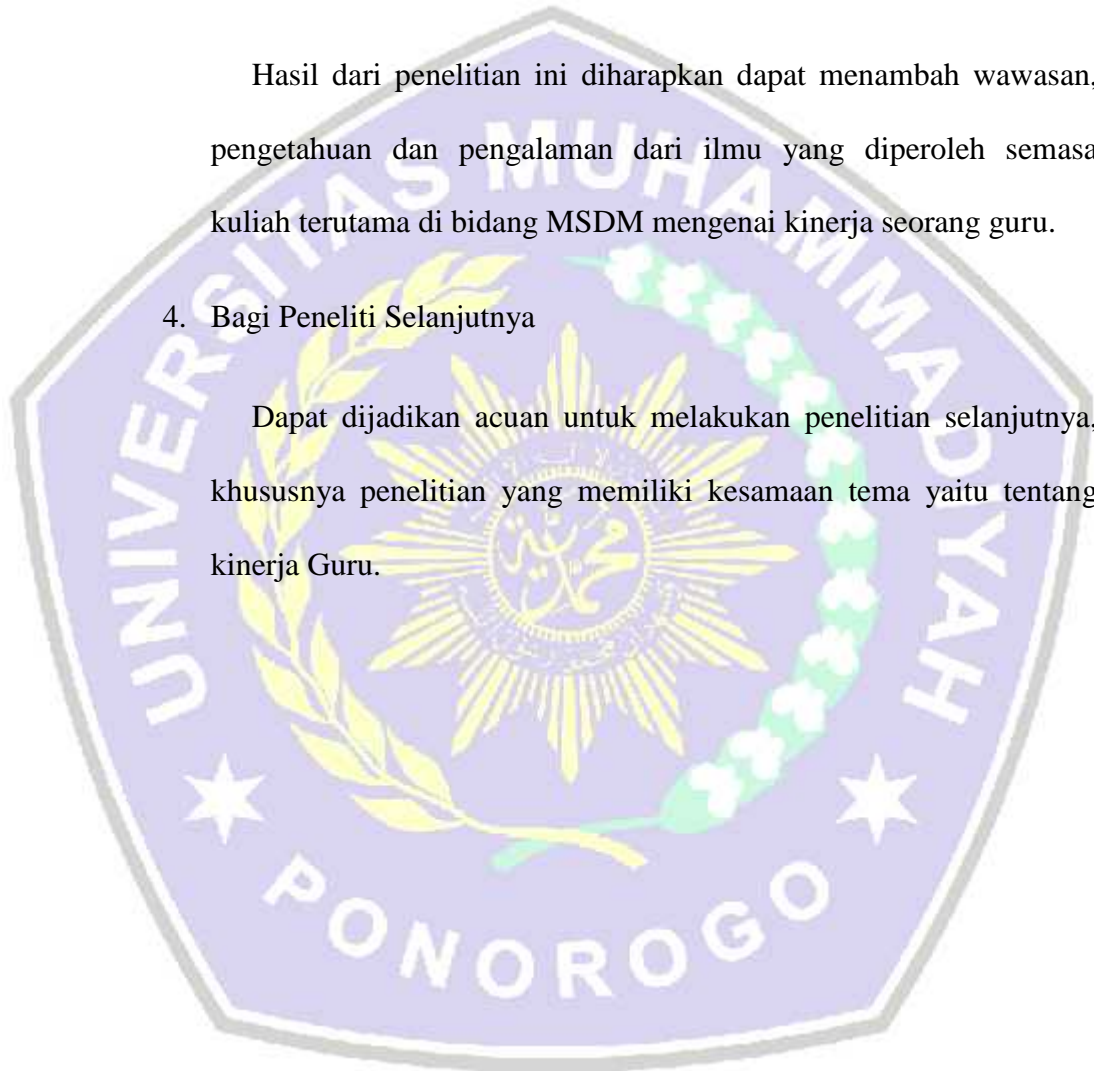 Hasil dari penelitian ini diharapkan dapat menambah wawasan,
pengetahuan dan pengalaman dari ilmu yang diperoleh semasa
kuliah terutama di bidang MSDM mengenai kinerja seorang guru.
4. Bagi Peneliti Selanjutnya
Dapat dijadikan acuan untuk melakukan penelitian selanjutnya,
khususnya penelitian yang memiliki kesamaan tema yaitu tentang
kinerja Guru.
UNIVERSITAS MUHAMMADIYAH
PONOROGO